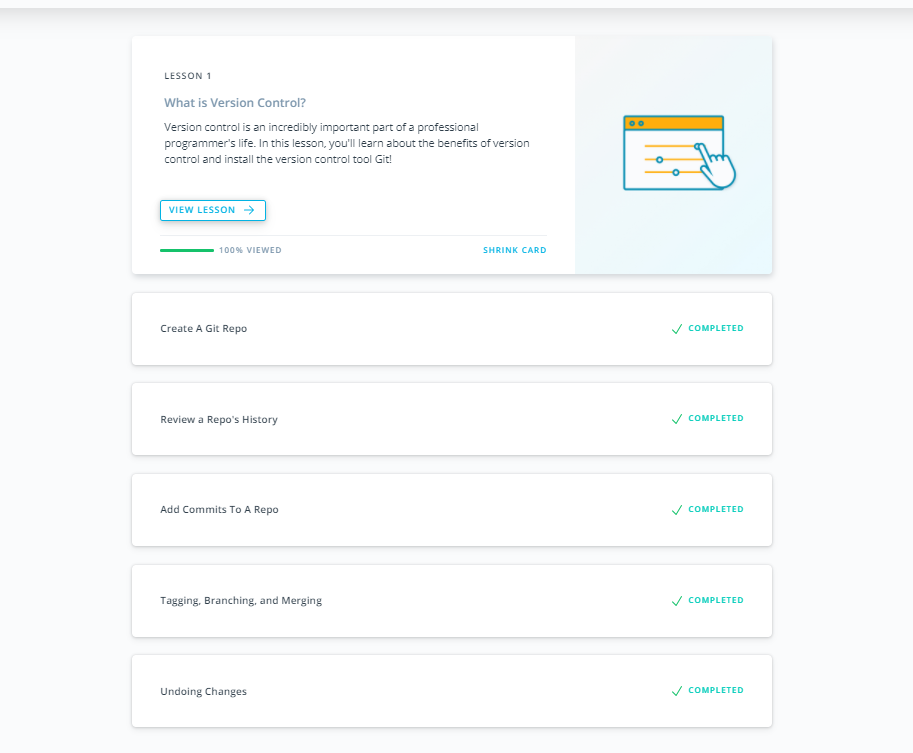 LESSON 1
What is Version Control?
Version control is an incredibly important part of a professional
programmer's life. In this lesson, you'll learn about the benefits of version
control and install the version control tool Git!
VIEW LESSON
100% VIEWED
SHRINK CARD
Create A Git Repo
COMPLETED
Review a Repo's History
COMPLETED
Add Commits To A Repo
COMPLETED
Tagging, Branching, and Merging
COMPLETED
Undoing Changes
COMPLETED